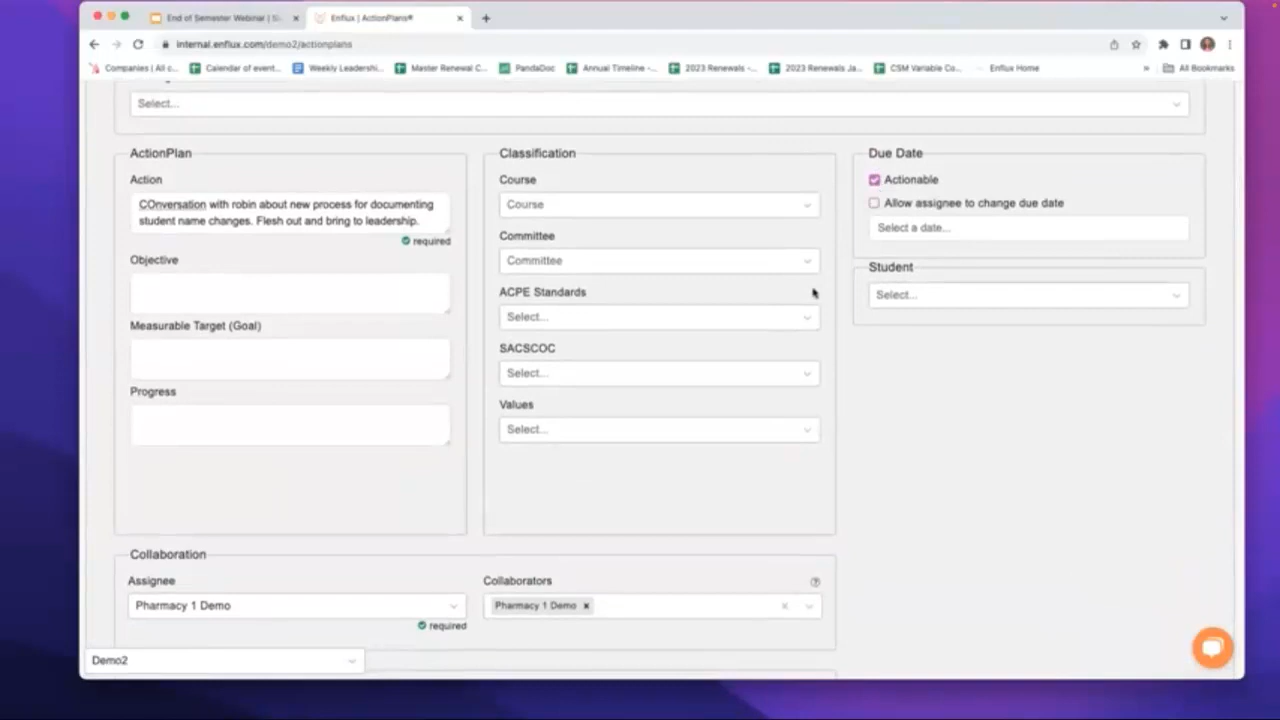 End of Semester Webinar | Sl...
Enflux | ActionPlans®
internal.enflux.com/demo2/actionplans
Companies | All c...
Calendar of event...
Weekly Leadershi...
Master Renewal C...
PandaDoc
Annual Timeline -...
2023 Renewals -...
2023 Renewals Ja...
CSM Variable Co...
Enflux Home
»
All Bookmarks
Select...
ActionPlan
Action
COnversation with robin about new process for documenting
student name changes. Flesh out and bring to leadership.
required
Objective
Measurable Target (Goal)
Progress
Classification
Course
Course
Committee
Committee
ACPE Standards
Select...
SACSCOC
Select...
Values
Select...
Due Date
Actionable
Allow assignee to change due date
Select a date...
Student
Select...
Collaboration
Assignee
Pharmacy 1 Demo
required
Collaborators
Pharmacy 1 Demo
Demo2